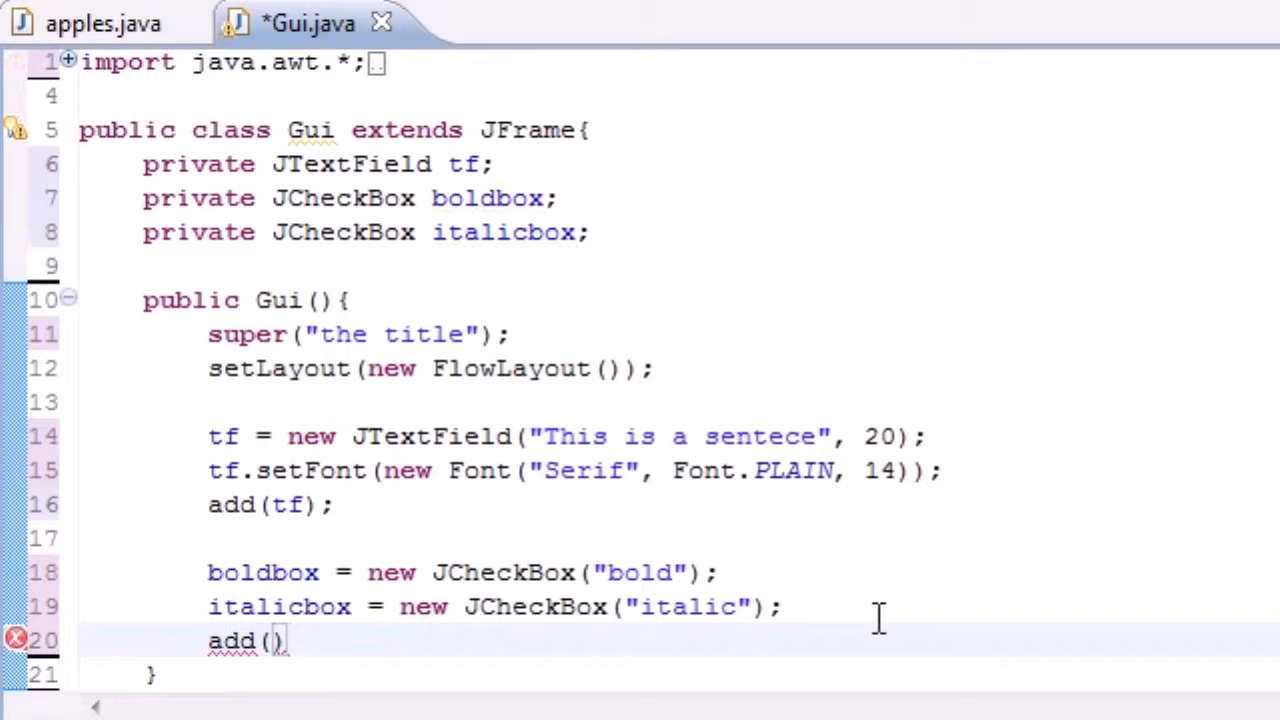 apples.java *Gui.java
1 import java.awt.*;
4
5 public class Gui extends JFrame{
6 private JTextField tf;
7 private JCheckBox boldbox;
8 private JCheckBox italicbox;
9
10 public Gui(){
11 super("the title");
12 setLayout(new FlowLayout());
13
14 tf = new JTextField("This is a sentece", 20);
15 tf.setFont(new Font("Serif", Font.PLAIN, 14));
16 add(tf);
17
18 boldbox = new JCheckBox("bold");
19 italicbox = new JCheckBox("italic");
20 add()
21 }